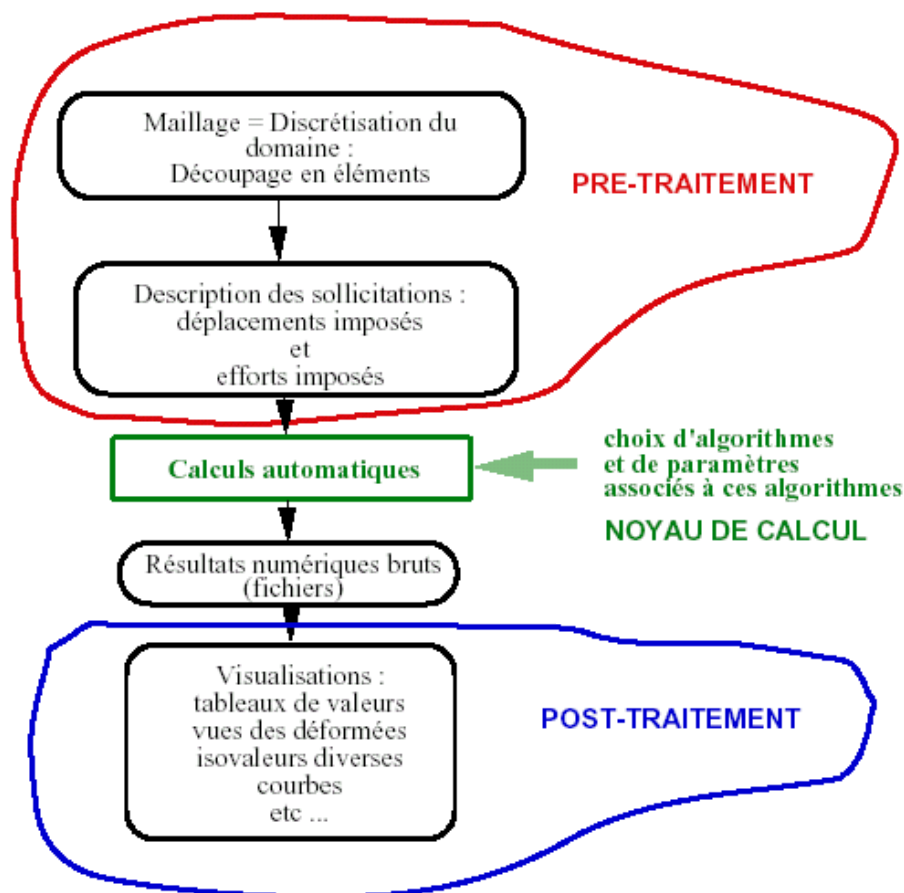 Maillage = Discrétisation du
domaine :
Découpage en éléments
PRE-TRAITEMENT
Description des sollicitations :
déplacements imposés
et
efforts imposés
Calculs automatiques
choix d'algorithmes
et de paramètres
associés à ces algorithmes
NOYAU DE CALCUL
Résultats numériques bruts
(fichiers)
Visualisations :
tableaux de valeurs
vues des déformées
isovaleurs diverses
courbes
etc ...
POST-TRAITEMENT